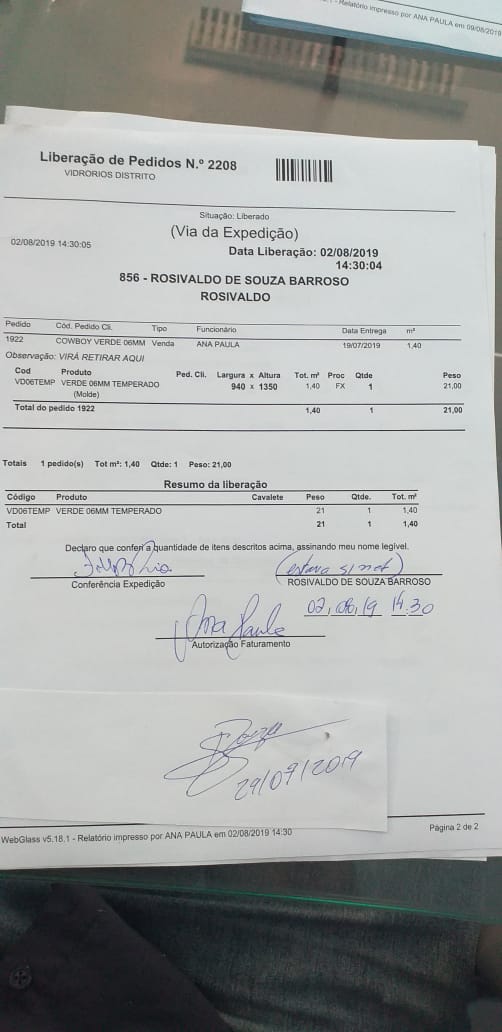 - Relatório impresso por ANA PAULA em 09/08/2019
Liberação de Pedidos N.º 2208
VIDRORIOS DISTRITO
Situação: Liberado
(Via da Expedição)
02/08/2019 14:30:05
Data Liberação: 02/08/2019
14:30:04
856 - ROSIVALDO DE SOUZA BARROSO
ROSIVALDO
Pedido Cód. Pedido Cli. Tipo Funcionário Data Entrega m²
1922 COWBOY VERDE 06MM Venda ANA PAULA 19/07/2019 1,40
Observação: VIRÁ RETIRAR AQUI
Cod Produto Ped. Cli. Largura x Altura Tot. m² Proc Qtde Peso
VD06TEMP VERDE 06MM TEMPERADO 940 x 1350 1,40 FX 1 21,00
(Molde)
Total do pedido 1922 1,40 1 21,00
Totais 1 pedido(s) Tot m²: 1,40 Qtde: 1 Peso: 21,00
Resumo da liberação
Código Produto Cavalete Peso Qtde. Tot. m²
VD06TEMP VERDE 06MM TEMPERADO 21 1 1,40
Total 21 1 1,40
Declaro que conferi a quantidade de itens descritos acima, assinando meu nome legível.
(estava s/ net)
Conferência Expedição ROSIVALDO DE SOUZA BARROSO
02,08,19 14:30
Ana Paula
Autorização Faturamento
Souza
29/07/2019
WebGlass v5.18.1 - Relatório impresso por ANA PAULA em 02/08/2019 14:30 Página 2 de 2